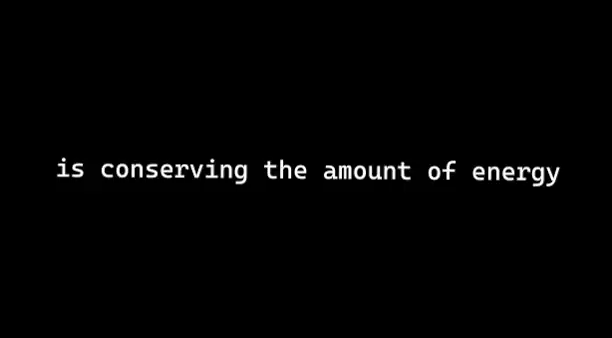 is conserving the amount of energy